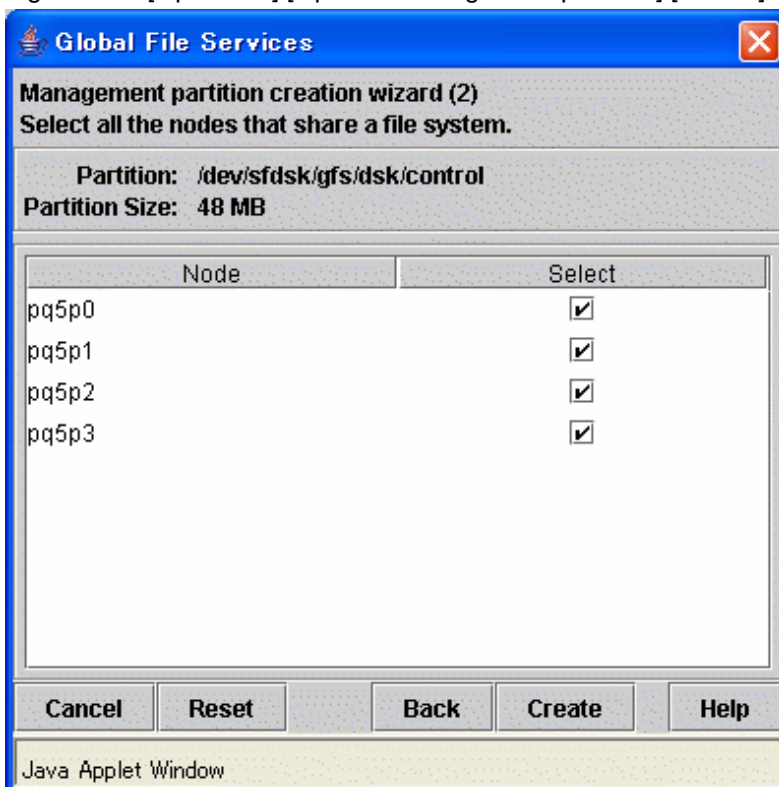 Global File Services
Management partition creation wizard (2)
Select all the nodes that share a file system.
Partition: /dev/sfdsk/gfs/dsk/control
Partition Size: 48 MB
Node Select
pq5p0
pq5p1
pq5p2
pq5p3
Cancel Reset Back Create Help
Java Applet Window